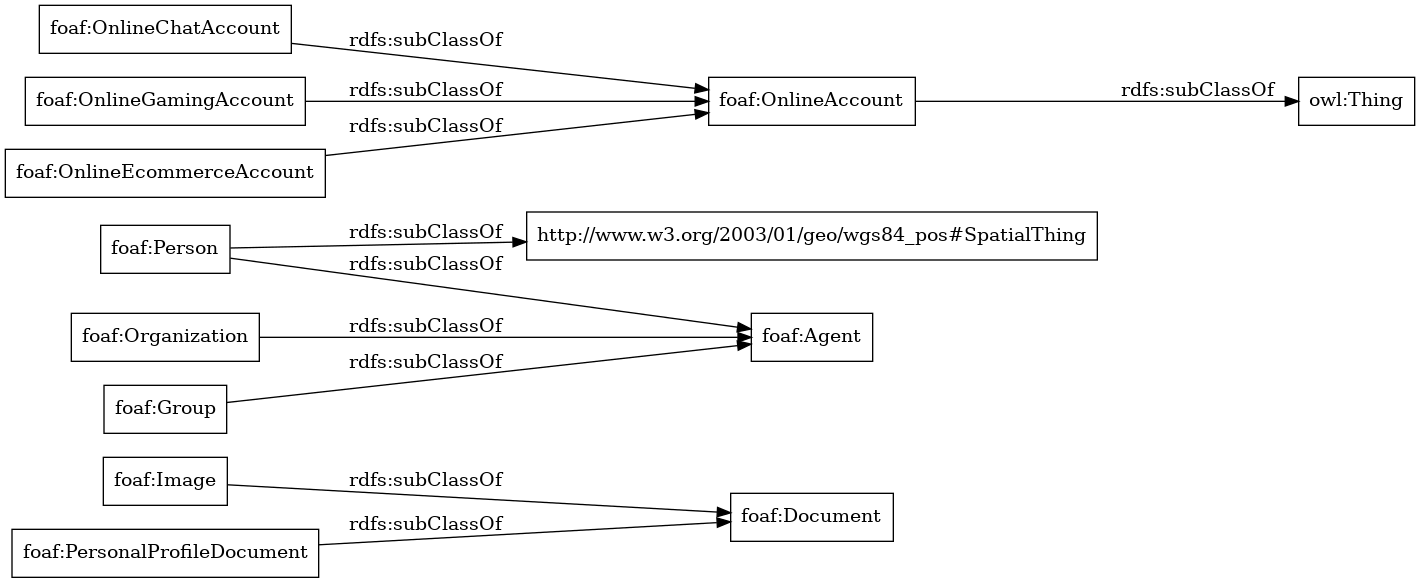 foaf:OnlineChatAccount
rdfs:subClassOf
foaf:OnlineGamingAccount
rdfs:subClassOf
foaf:OnlineAccount
rdfs:subClassOf
owl:Thing
rdfs:subClassOf
foaf:OnlineEcommerceAccount
foaf:Person
rdfs:subClassOf
http://www.w3.org/2003/01/geo/wgs84_pos#SpatialThing
rdfs:subClassOf
foaf:Organization
rdfs:subClassOf
foaf:Agent
rdfs:subClassOf
foaf:Group
foaf:Image
rdfs:subClassOf
foaf:Document
rdfs:subClassOf
foaf:PersonalProfileDocument